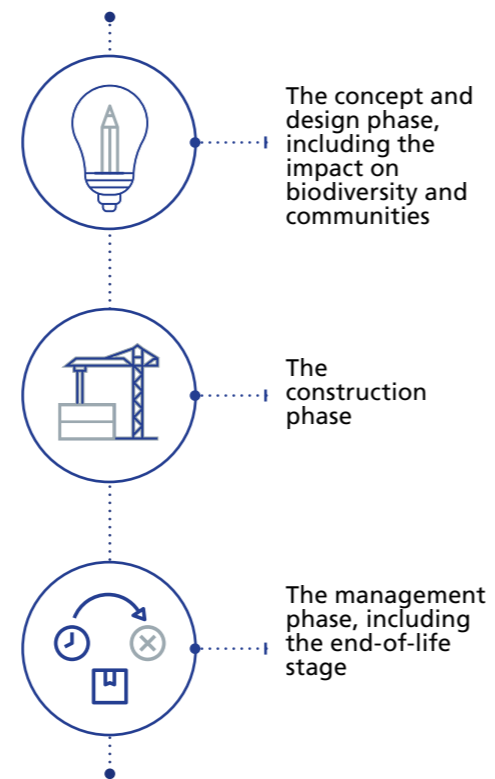 The concept and
design phase,
including the
impact on
biodiversity and
communities
The
construction
phase
The management
phase, including
the end-of-life
stage